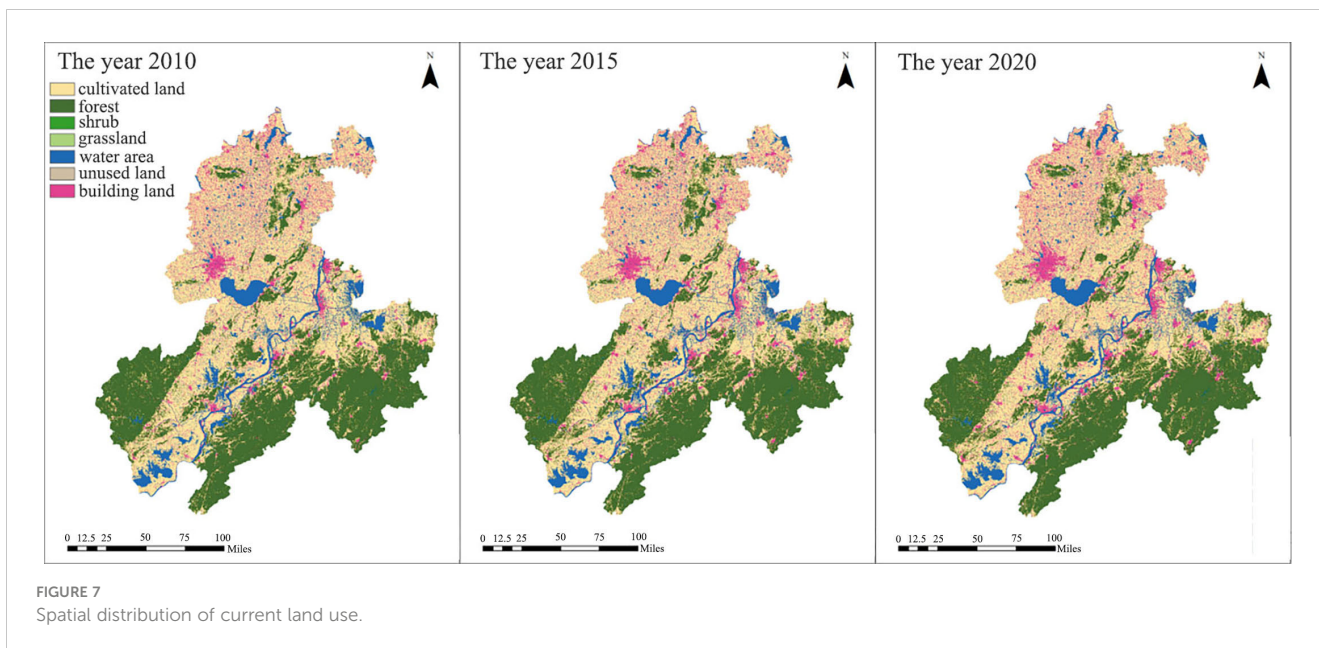 The year 2010
N
cultivated land
forest
shrub
grassland
water area
unused land
building land
0 12.5 25 50 75 100
Miles
The year 2015
N
0 12.5 25 50 75 100
Miles
The year 2020
N
0 12.5 25 50 75 100
Miles
FIGURE 7
Spatial distribution of current land use.